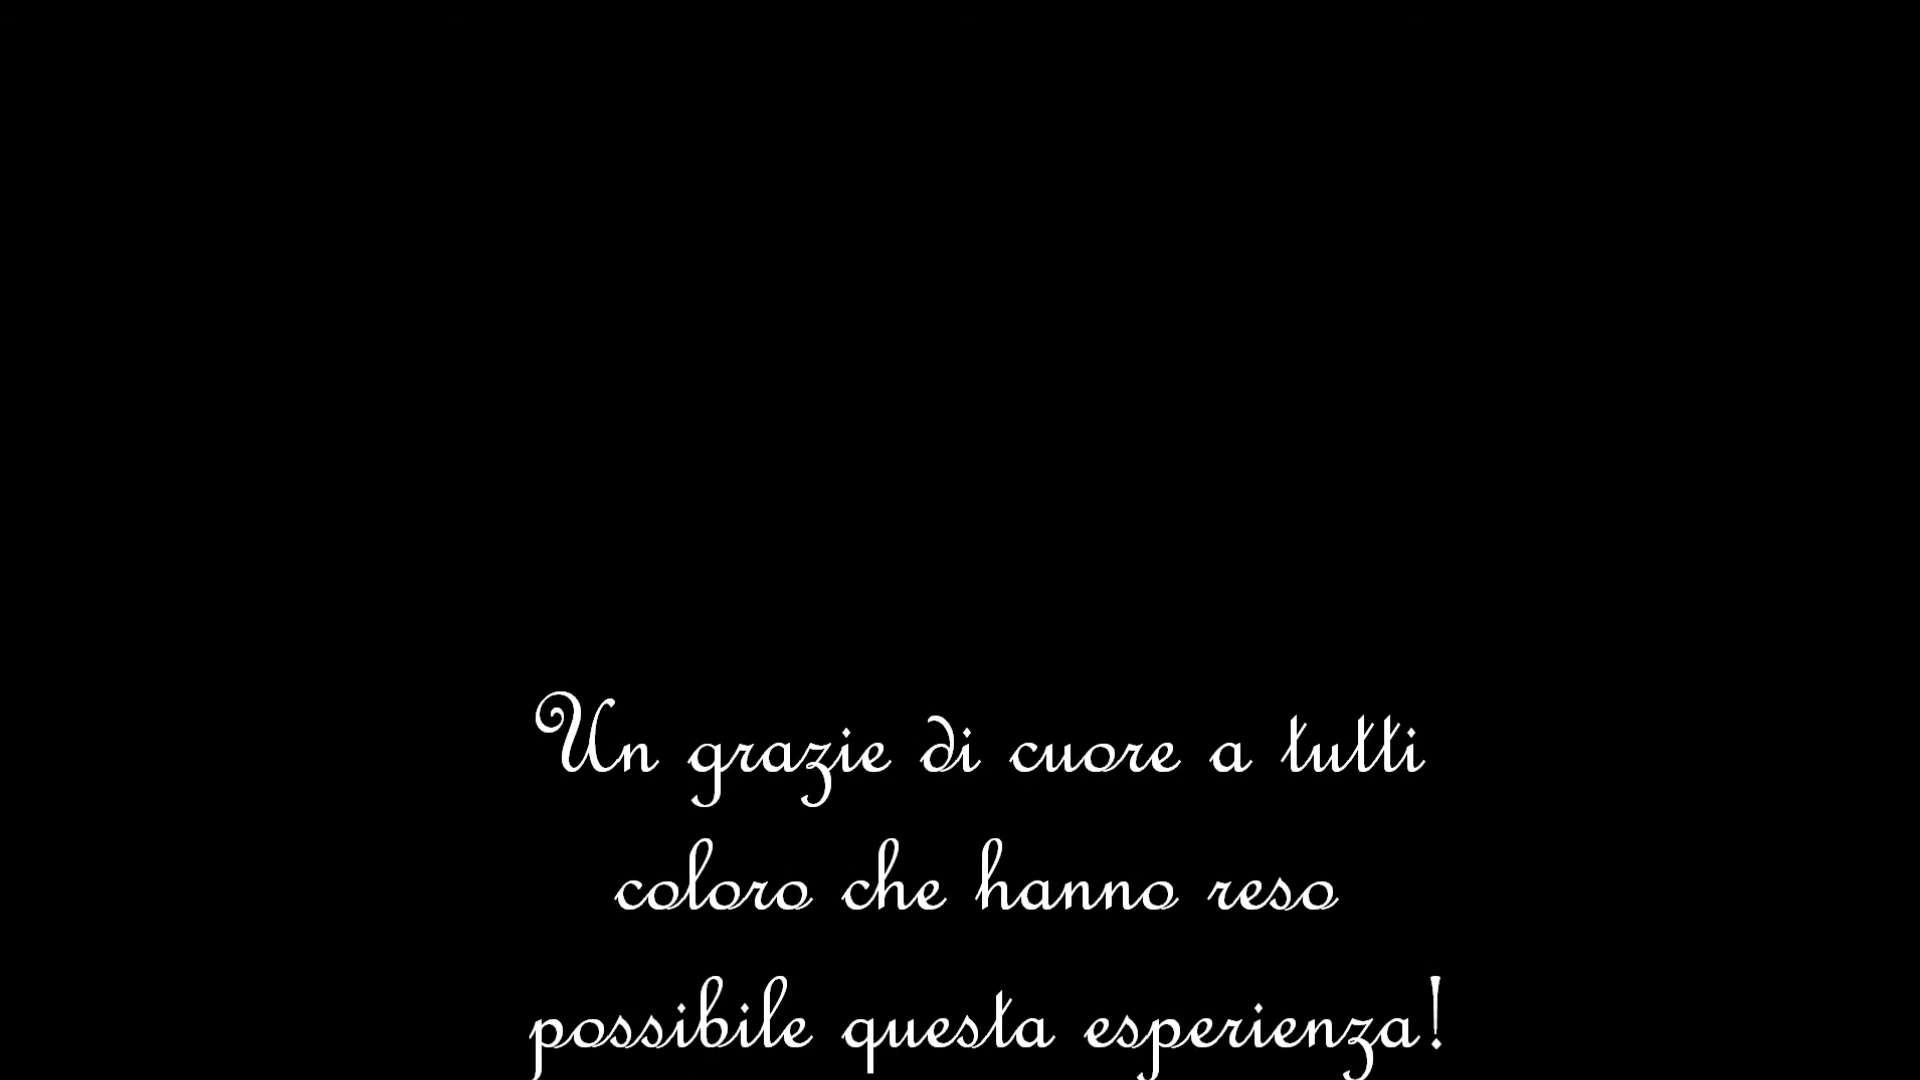 Un grazie di cuore a tutti
coloro che hanno reso
possibile questa esperienza!